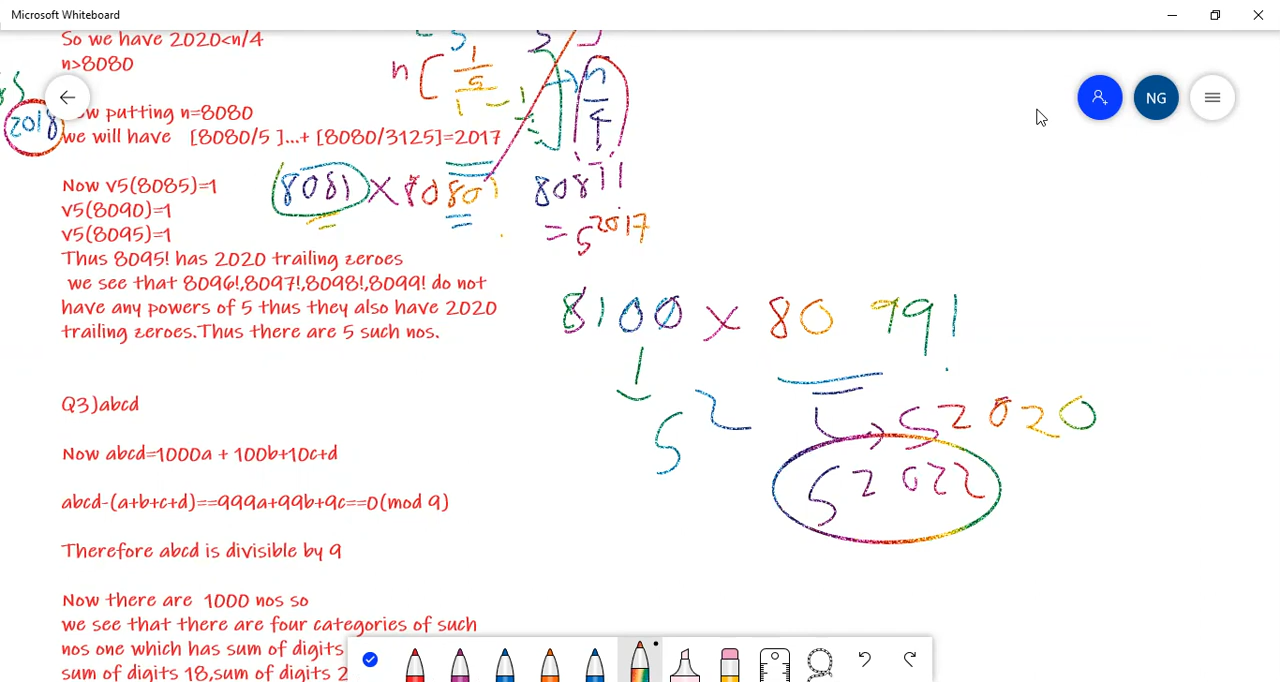 Microsoft Whiteboard
So we have 2020<n/4
n>8080
2018
putting n=8080
we will have [8080/5 ]...+ [8080/3125]=2017
Now v5(8085)=1
v5(8090)=1
v5(8095)=1
8081 × 8080! 8081!
= 5^2017
Thus 8095! has 2020 trailing zeroes
we see that 8096!,8097!,8098!,8099! do not
have any powers of 5 thus they also have 2020
trailing zeroes.Thus there are 5 such nos.
8100 × 8099!
5^2 5^2020
5^2022
Q3)abcd
Now abcd=1000a + 100b+10c+d
abcd-(a+b+c+d)==999a+99b+9c==0(mod 9)
Therefore abcd is divisible by 9
Now there are 1000 nos so
we see that there are four categories of such
nos one which has sum of digits
sum of digits 18,sum of digits 2
NG